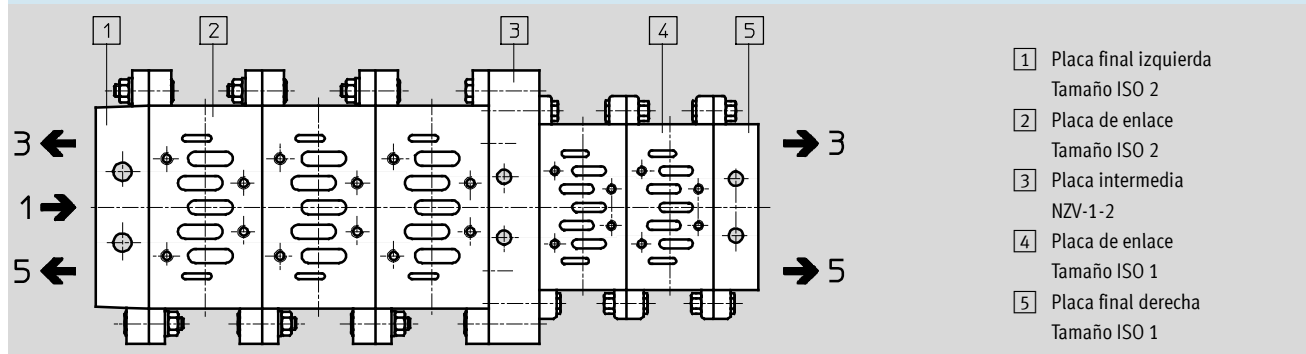 1 2 3 4 5
3 3
1
5 5
1 Placa final izquierda
Tamaño ISO 2
2 Placa de enlace
Tamaño ISO 2
3 Placa intermedia
NZV-1-2
4 Placa de enlace
Tamaño ISO 1
5 Placa final derecha
Tamaño ISO 1